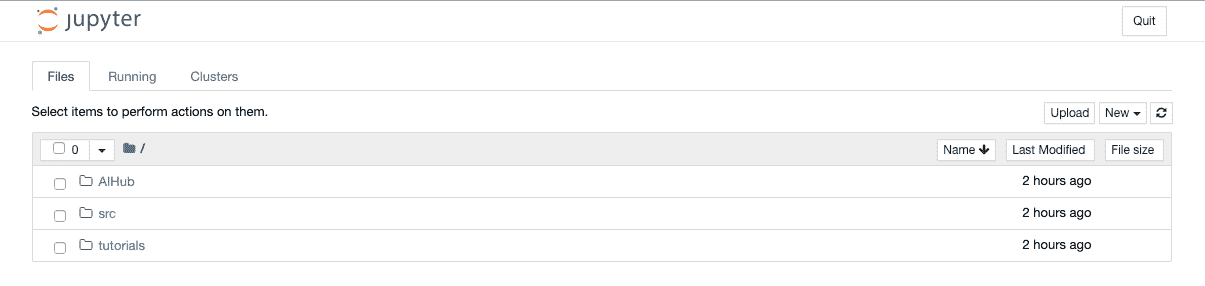 jupyter
Quit
Files Running Clusters
Select items to perform actions on them.
Upload New
0 / Name Last Modified File size
AIHub 2 hours ago
src 2 hours ago
tutorials 2 hours ago